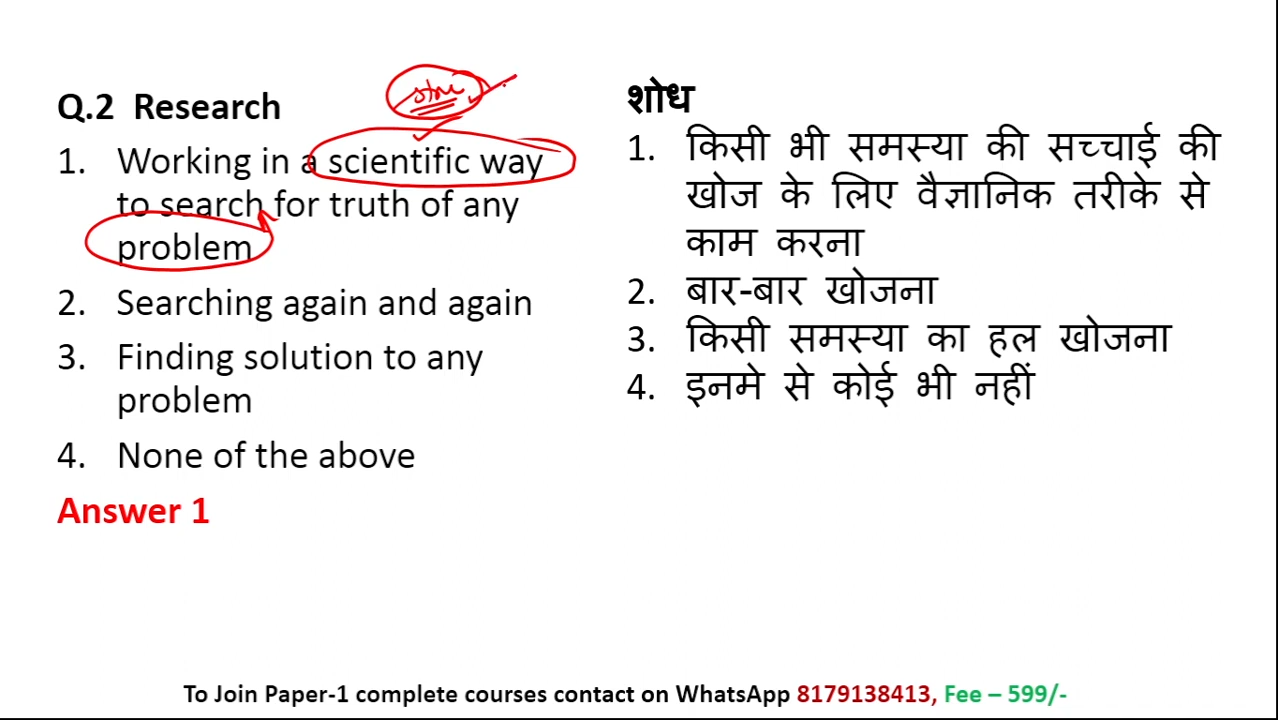 Q.2 Research
1. Working in a scientific way
to search for truth of any
problem
2. Searching again and again
3. Finding solution to any
problem
4. None of the above
Answer 1
शोध
1. किसी भी समस्या की सच्चाई की
खोज के लिए वैज्ञानिक तरीके से
काम करना
2. बार-बार खोजना
3. किसी समस्या का हल खोजना
4. इनमे से कोई भी नहीं
To Join Paper-1 complete courses contact on WhatsApp 8179138413, Fee – 599/-